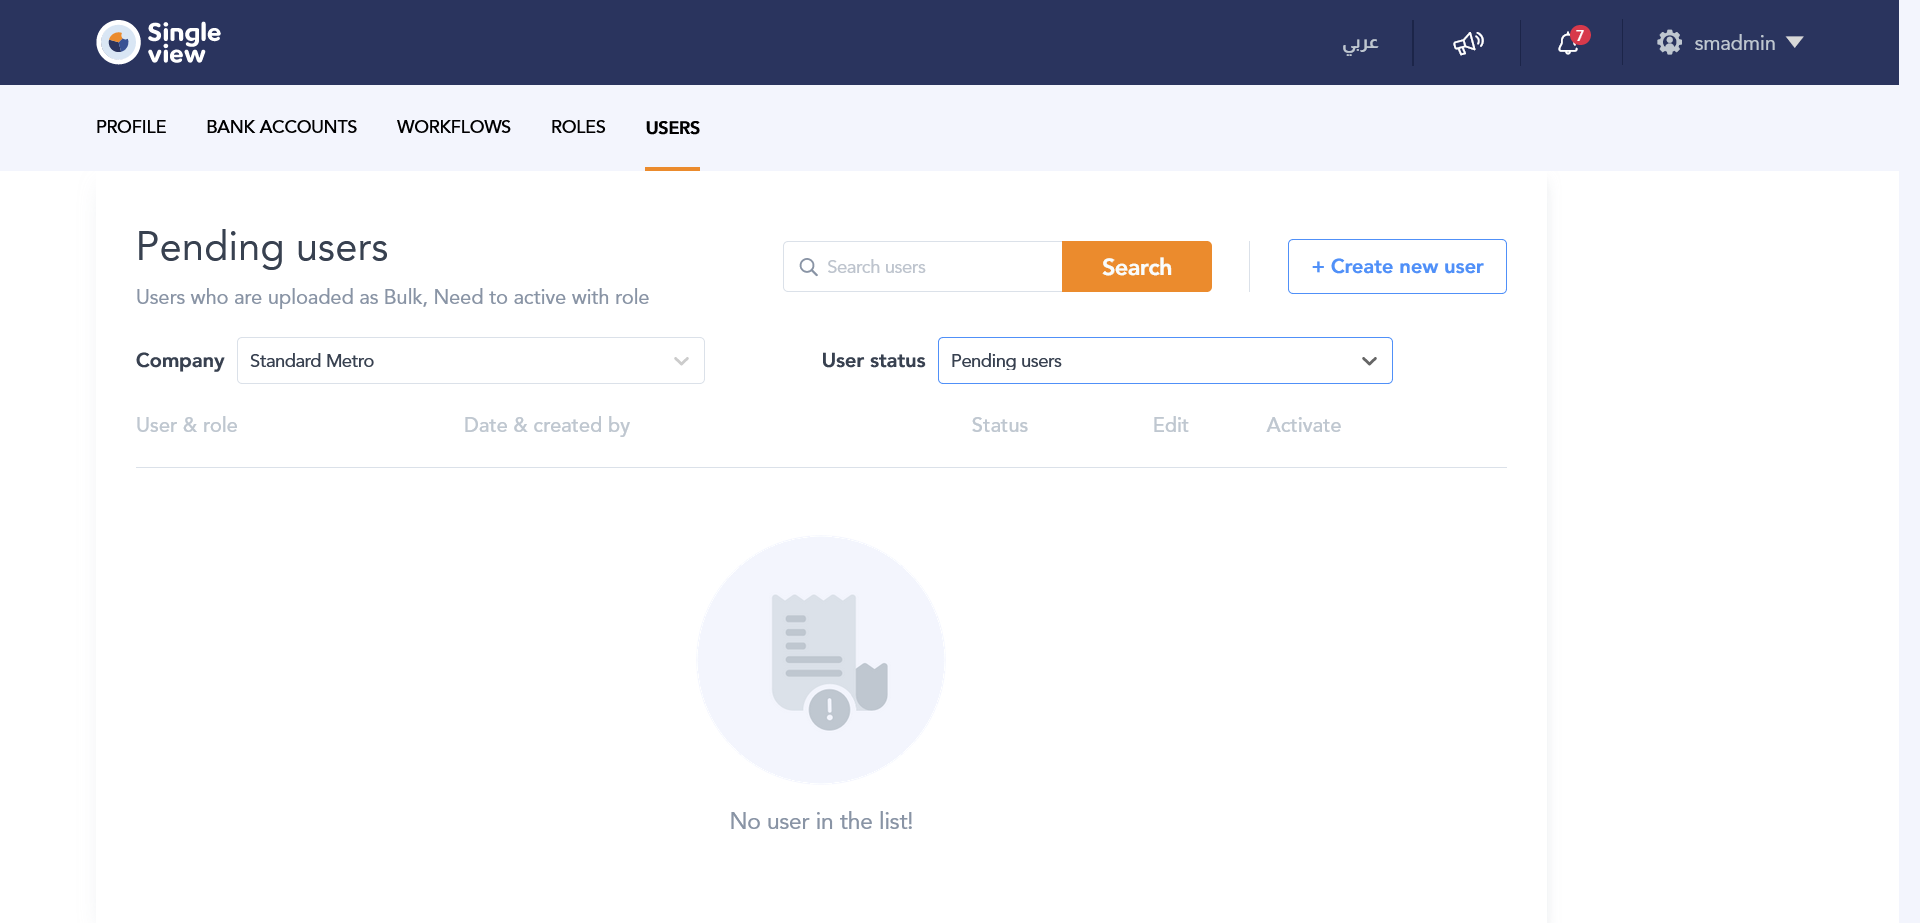 Single
view
عربي
7
smadmin
PROFILE
BANK ACCOUNTS
WORKFLOWS
ROLES
USERS
Pending users
Users who are uploaded as Bulk, Need to active with role
Search users
Search
+ Create new user
Company
Standard Metro
User status
Pending users
User & role
Date & created by
Status
Edit
Activate
No user in the list!